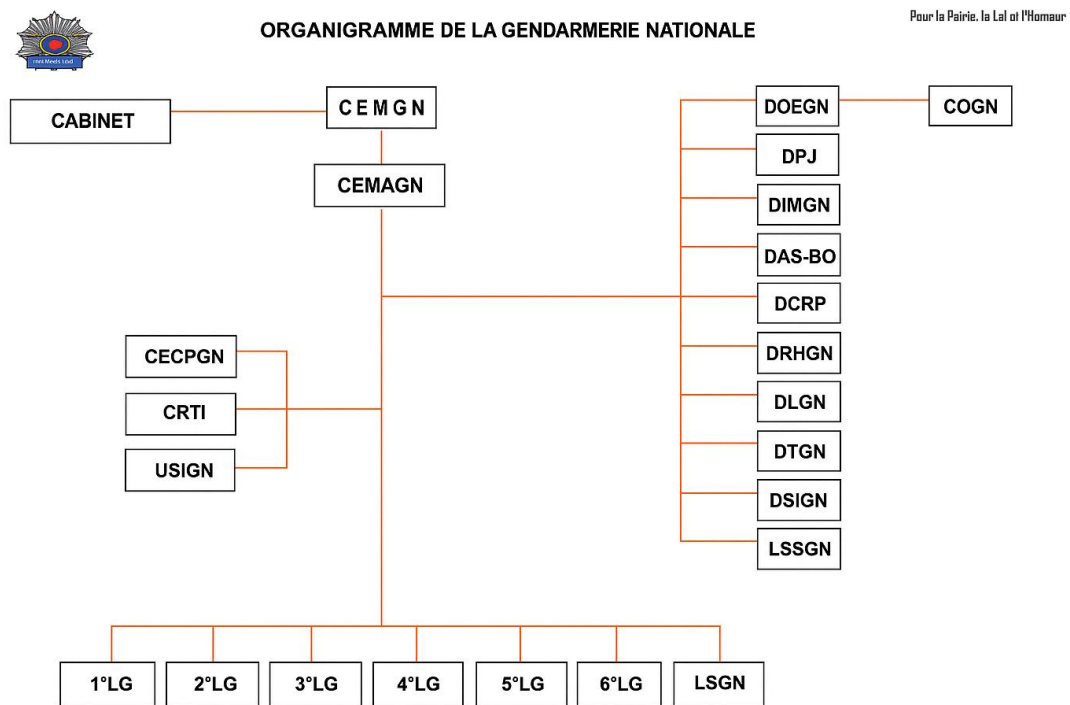 Pour la Pairie. la Lal ot l'Homaur
ORGANIGRAMME DE LA GENDARMERIE NATIONALE
CABINET
C E M G N
CEMAGN
DOEGN
COGN
DPJ
DIMGN
DAS-BO
DCRP
DRHGN
DLGN
DTGN
DSIGN
LSSGN
CECPGN
CRTI
USIGN
1°LG
2°LG
3°LG
4°LG
5°LG
6°LG
LSGN